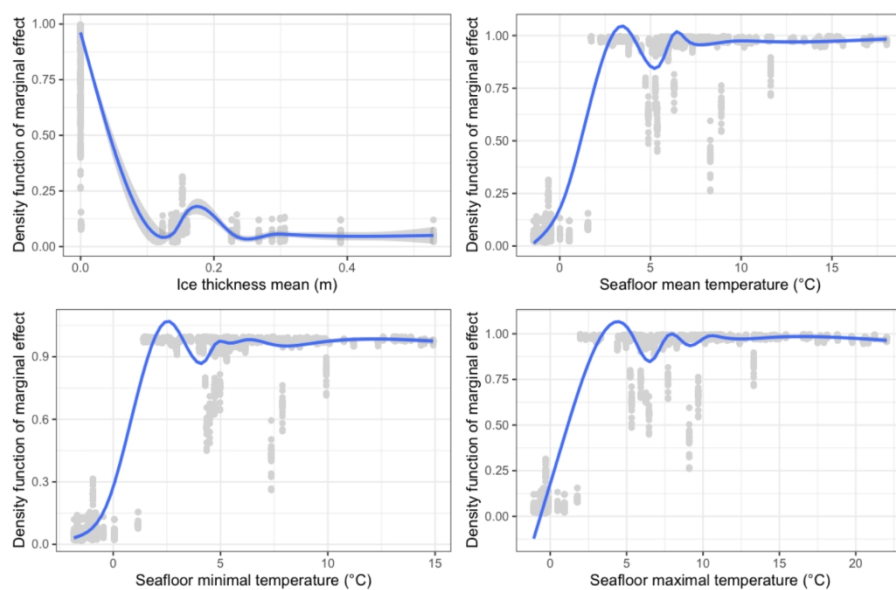 Density function of marginal effect
1.00
0.75
0.50
0.25
0.00
0.0 0.2 0.4
Ice thickness mean (m)
Density function of marginal effect
1.00
0.75
0.50
0.25
0.00
0 5 10 15
Seafloor mean temperature (°C)
Density function of marginal effect
0.9
0.6
0.3
0.0
0 5 10 15
Seafloor minimal temperature (°C)
Density function of marginal effect
1.00
0.75
0.50
0.25
0.00
0 5 10 15 20
Seafloor maximal temperature (°C)